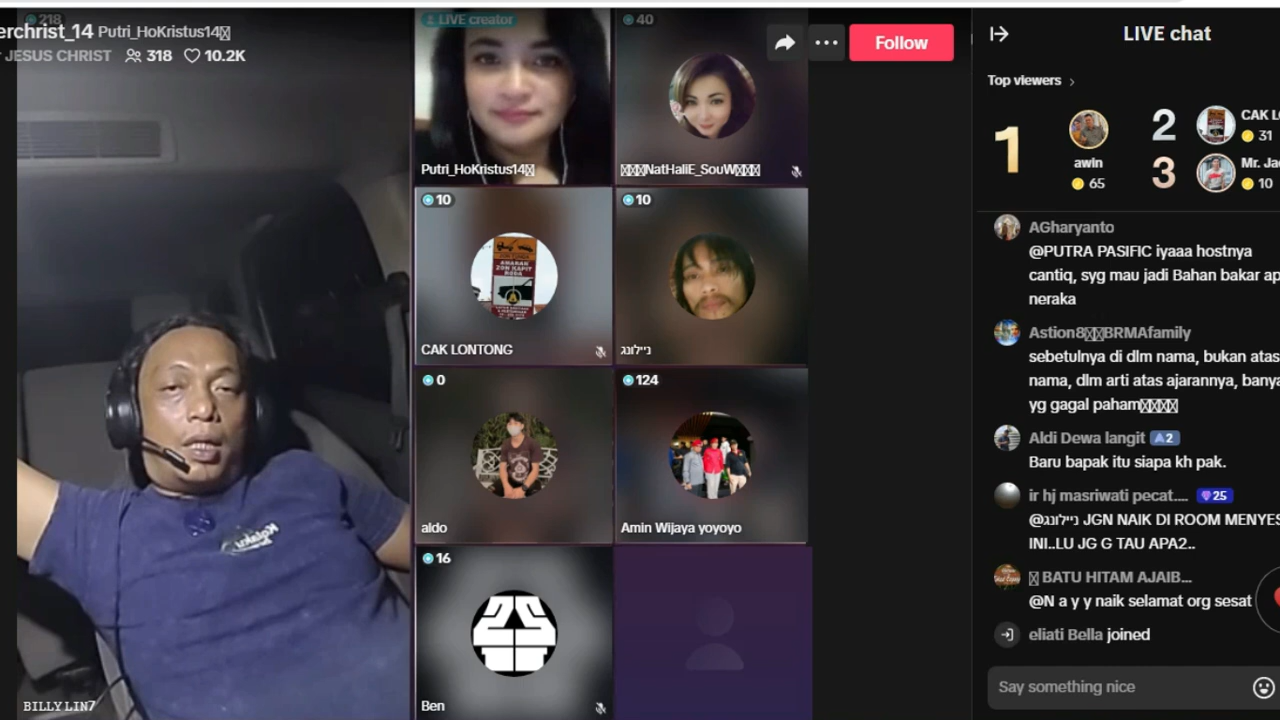 218
erchrist_14 Putri_HoKristus14
JESUS CHRIST 318 10.2K
BILLY LIN7
LIVE creator
Putri_HoKristus14
40
NatHaliE_SouW
10
CAK LONTONG
10
ניילונג
0
aldo
124
Amin Wijaya yoyoyo
16
Ben
Follow
LIVE chat
Top viewers
1
awin
65
2
CAK L
31
3
Mr. Ja
10
AGharyanto
@PUTRA PASIFIC iyaaa hostnya
cantiq, syg mau jadi Bahan bakar ap
neraka
Astion8BRMAfamily
sebetulnya di dlm nama, bukan atas
nama, dlm arti atas ajarannya, banya
yg gagal paham
Aldi Dewa langit 2
Baru bapak itu siapa kh pak.
ir hj masriwati pecat.... 25
@ניילונג JGN NAIK DI ROOM MENYES
INI..LU JG G TAU APA2..
BATU HITAM AJAIB...
@N a y y naik selamat org sesat
eliati Bella joined
Say something nice